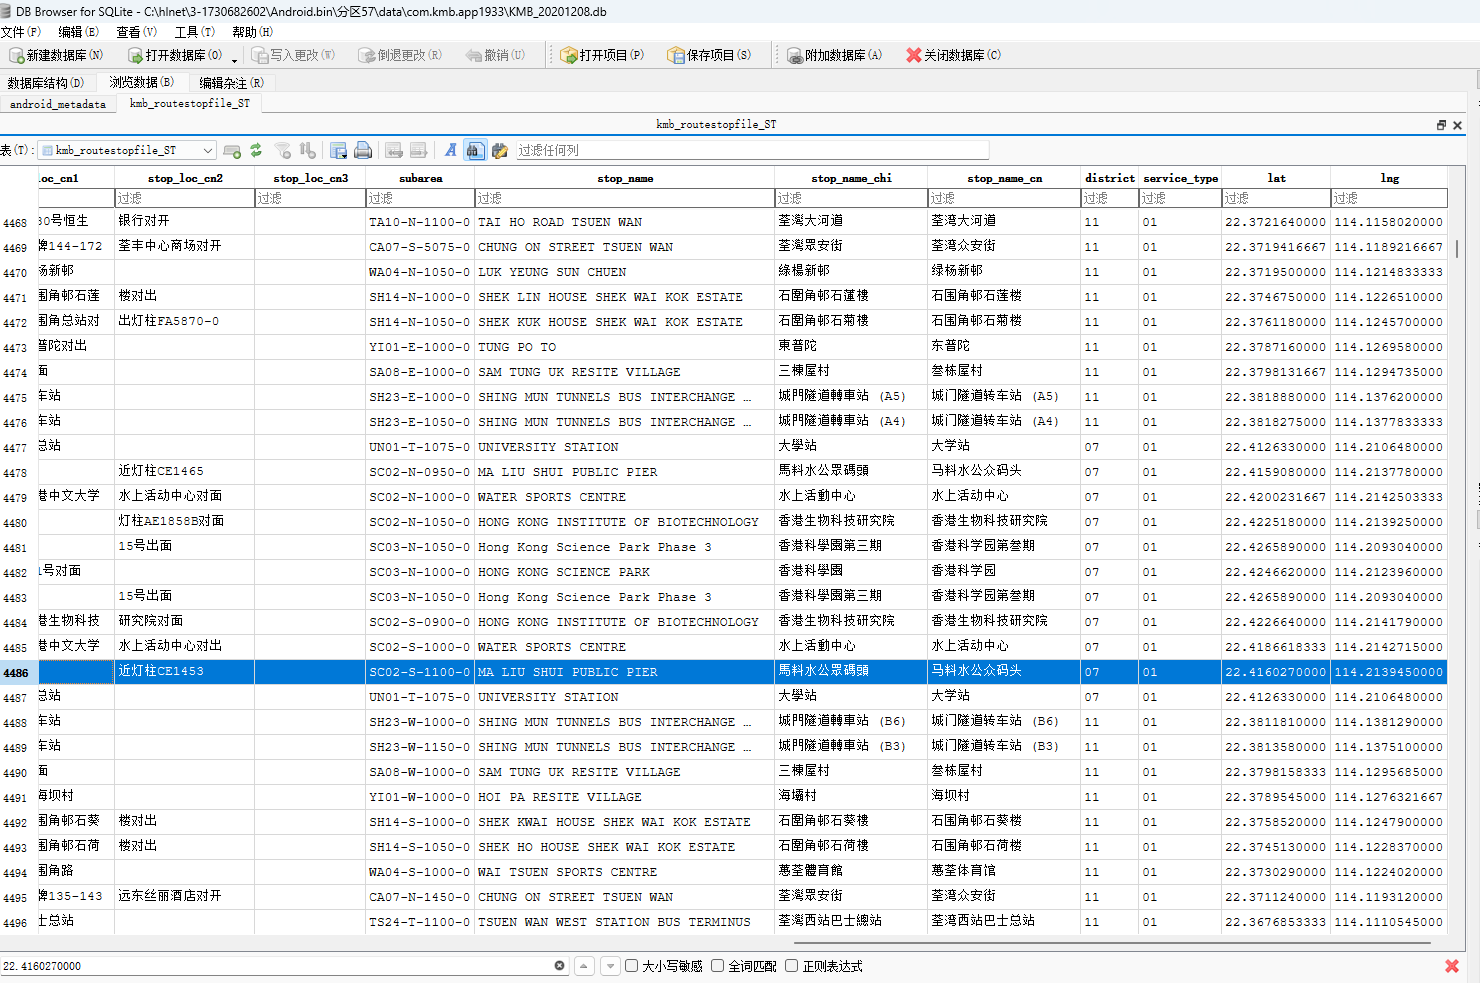 DB Browser for SQLite - C:\hlnet\3-1730682602\Android.bin\分区57\data\com.kmb.app1933\KMB_20201208.db
文件(F) 编辑(E) 查看(V) 工具(T) 帮助(H)
新建数据库(N) 打开数据库(O) 写入更改(W) 倒退更改(R) 撤销(U) 打开项目(P) 保存项目(S) 附加数据库(A) 关闭数据库(C)
数据库结构(D) 浏览数据(B) 编辑杂注(R)
android_metadata kmb_routestopfile_ST
kmb_routestopfile_ST
表(T): kmb_routestopfile_ST 过滤任何列
loc_cn1 stop_loc_cn2 stop_loc_cn3 subarea stop_name stop_name_chi stop_name_cn district service_type lat lng
过滤 过滤 过滤 过滤 过滤 过滤 过滤 过滤 过滤 过滤
4468 30号恒生 银行对开 TA10-N-1100-0 TAI HO ROAD TSUEN WAN 荃灣大河道 荃湾大河道 11 01 22.3721640000 114.1158020000
4469 牌144-172 荃丰中心商场对开 CA07-S-5075-0 CHUNG ON STREET TSUEN WAN 荃灣眾安街 荃湾众安街 11 01 22.3719416667 114.1189216667
4470 杨新邨 WA04-N-1050-0 LUK YEUNG SUN CHUEN 綠楊新邨 绿杨新邨 11 01 22.3719500000 114.1214833333
4471 围角邨石莲 楼对出 SH14-N-1000-0 SHEK LIN HOUSE SHEK WAI KOK ESTATE 石圍角邨石蓮樓 石围角邨石莲楼 11 01 22.3746750000 114.1226510000
4472 围角总站对 出灯柱FA5870-0 SH14-N-1050-0 SHEK KUK HOUSE SHEK WAI KOK ESTATE 石圍角邨石菊樓 石围角邨石菊楼 11 01 22.3761180000 114.1245700000
4473 普陀对出 YI01-E-1000-0 TUNG PO TO 東普陀 东普陀 11 01 22.3787160000 114.1269580000
4474 面 SA08-E-1000-0 SAM TUNG UK RESITE VILLAGE 三棟屋村 叁栋屋村 11 01 22.3798131667 114.1294735000
4475 车站 SH23-E-1000-0 SHING MUN TUNNELS BUS INTERCHANGE ... 城門隧道轉車站 (A5) 城门隧道转车站 (A5) 11 01 22.3818880000 114.1376200000
4476 车站 SH23-E-1050-0 SHING MUN TUNNELS BUS INTERCHANGE ... 城門隧道轉車站 (A4) 城门隧道转车站 (A4) 11 01 22.3818275000 114.1377833333
4477 总站 UN01-T-1075-0 UNIVERSITY STATION 大學站 大学站 07 01 22.4126330000 114.2106480000
4478 近灯柱CE1465 SC02-N-0950-0 MA LIU SHUI PUBLIC PIER 馬料水公眾碼頭 马料水公众码头 07 01 22.4159080000 114.2137780000
4479 港中文大学 水上活动中心对面 SC02-N-1000-0 WATER SPORTS CENTRE 水上活動中心 水上活动中心 07 01 22.4200231667 114.2142503333
4480 灯柱AE1858B对面 SC02-N-1050-0 HONG KONG INSTITUTE OF BIOTECHNOLOGY 香港生物科技研究院 香港生物科技研究院 07 01 22.4225180000 114.2139250000
4481 15号出面 SC03-N-1050-0 Hong Kong Science Park Phase 3 香港科學園第三期 香港科学园第叁期 07 01 22.4265890000 114.2093040000
4482 1号对面 SC03-N-1000-0 HONG KONG SCIENCE PARK 香港科學園 香港科学园 07 01 22.4246620000 114.2123960000
4483 15号出面 SC03-N-1050-0 Hong Kong Science Park Phase 3 香港科學園第三期 香港科学园第叁期 07 01 22.4265890000 114.2093040000
4484 港生物科技 研究院对面 SC02-S-0900-0 HONG KONG INSTITUTE OF BIOTECHNOLOGY 香港生物科技研究院 香港生物科技研究院 07 01 22.4226640000 114.2141790000
4485 港中文大学 水上活动中心对出 SC02-S-1000-0 WATER SPORTS CENTRE 水上活動中心 水上活动中心 07 01 22.4186618333 114.2142715000
4486 近灯柱CE1453 SC02-S-1100-0 MA LIU SHUI PUBLIC PIER 馬料水公眾碼頭 马料水公众码头 07 01 22.4160270000 114.2139450000
4487 总站 UN01-T-1075-0 UNIVERSITY STATION 大學站 大学站 07 01 22.4126330000 114.2106480000
4488 车站 SH23-W-1000-0 SHING MUN TUNNELS BUS INTERCHANGE ... 城門隧道轉車站 (B6) 城门隧道转车站 (B6) 11 01 22.3811810000 114.1381290000
4489 车站 SH23-W-1150-0 SHING MUN TUNNELS BUS INTERCHANGE ... 城門隧道轉車站 (B3) 城门隧道转车站 (B3) 11 01 22.3813580000 114.1375100000
4490 面 SA08-W-1000-0 SAM TUNG UK RESITE VILLAGE 三棟屋村 叁栋屋村 11 01 22.3798158333 114.1295685000
4491 海坝村 YI01-W-1000-0 HOI PA RESITE VILLAGE 海壩村 海坝村 11 01 22.3789545000 114.1276321667
4492 围角邨石葵 楼对出 SH14-S-1000-0 SHEK KWAI HOUSE SHEK WAI KOK ESTATE 石圍角邨石葵樓 石围角邨石葵楼 11 01 22.3758520000 114.1247900000
4493 围角邨石荷 楼对出 SH14-S-1050-0 SHEK HO HOUSE SHEK WAI KOK ESTATE 石圍角邨石荷樓 石围角邨石荷楼 11 01 22.3745130000 114.1228370000
4494 围角路 WA04-S-1000-0 WAI TSUEN SPORTS CENTRE 蕙荃體育館 蕙荃体育馆 11 01 22.3730290000 114.1224020000
4495 牌135-143 远东丝丽酒店对开 CA07-N-1450-0 CHUNG ON STREET TSUEN WAN 荃灣眾安街 荃湾众安街 11 01 22.3711240000 114.1193120000
4496 士总站 TS24-T-1100-0 TSUEN WAN WEST STATION BUS TERMINUS 荃灣西站巴士總站 荃湾西站巴士总站 11 01 22.3676853333 114.1110545000
22.4160270000 大小写敏感 全词匹配 正则表达式